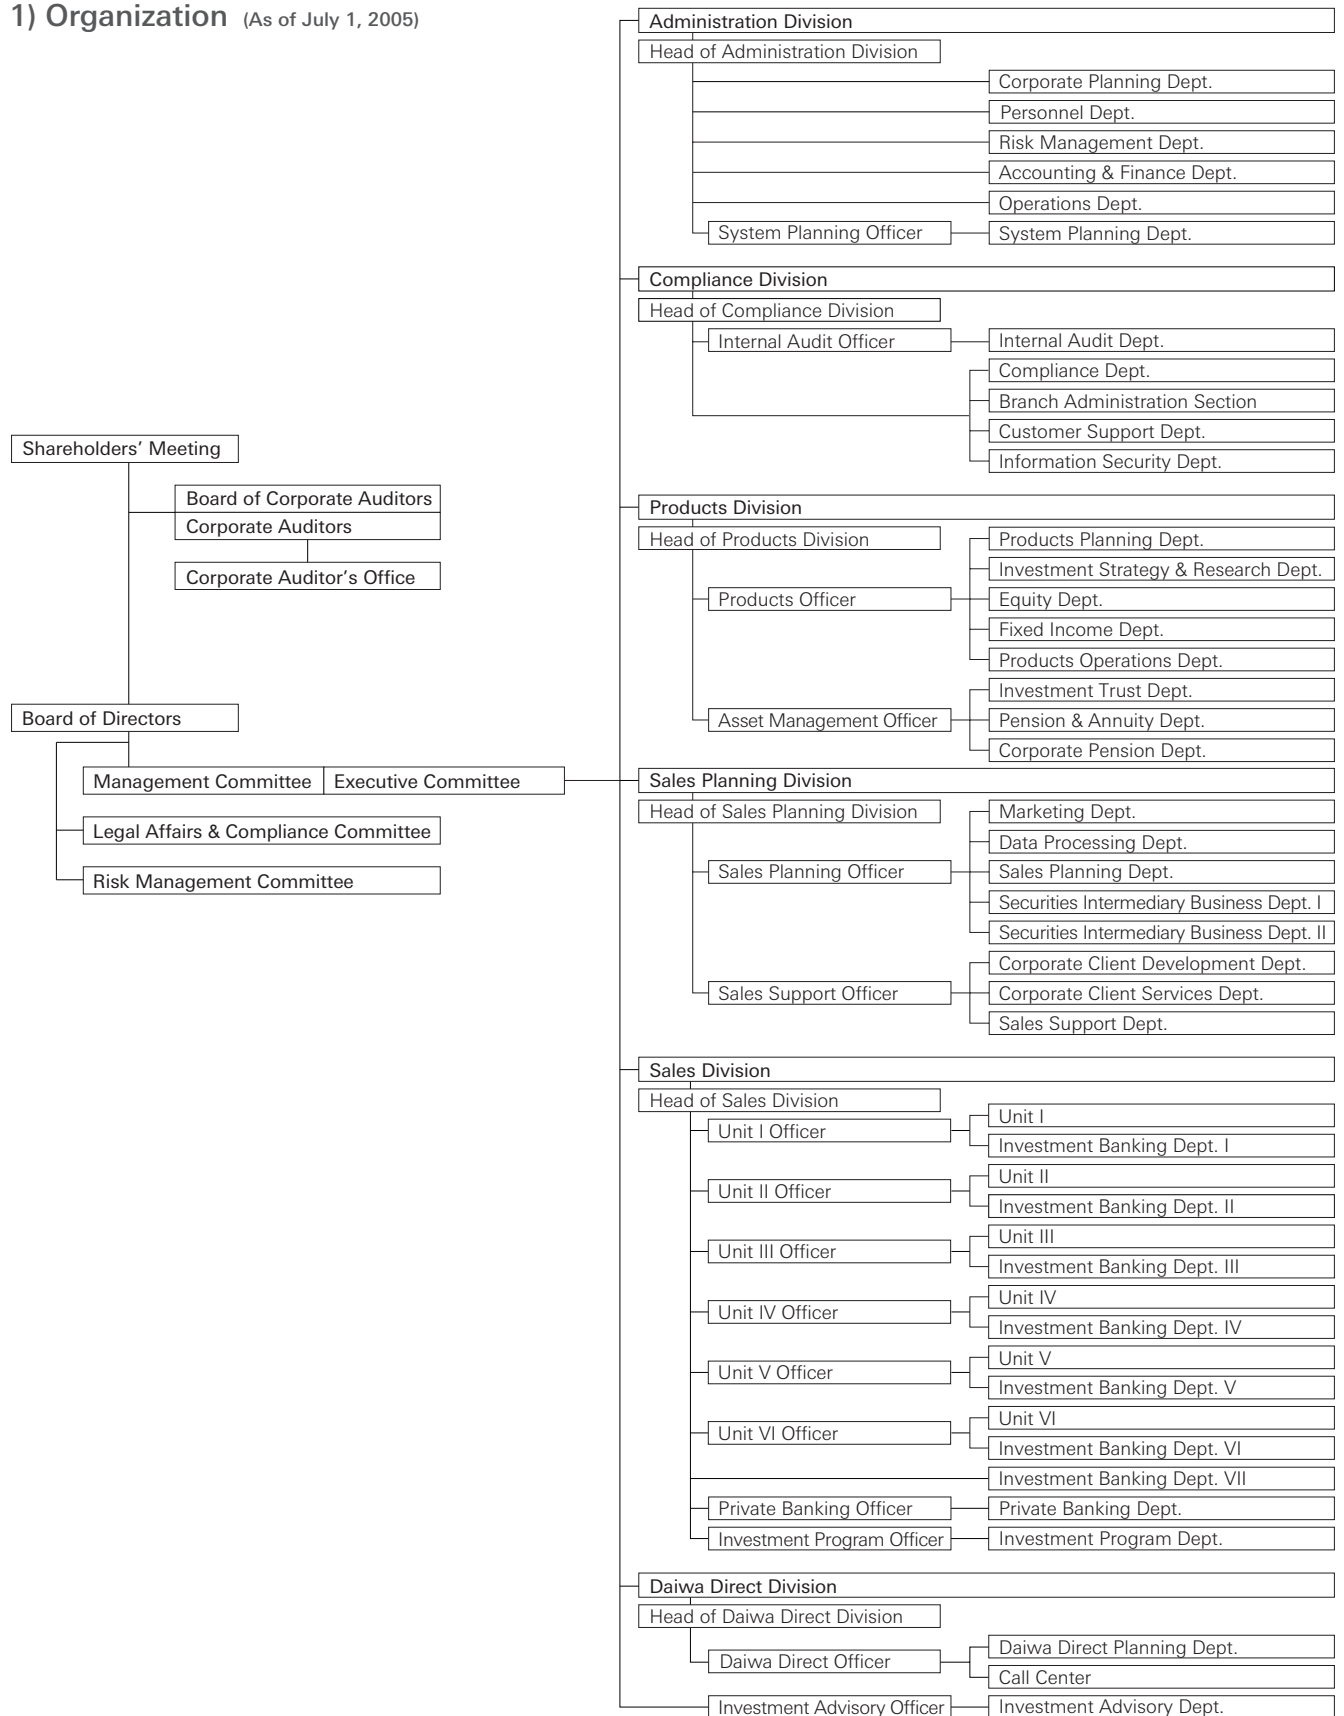 1) Organization (As of July 1, 2005)
Shareholders' Meeting
Board of Corporate Auditors
Corporate Auditors
Corporate Auditor's Office
Board of Directors
Management Committee
Executive Committee
Legal Affairs & Compliance Committee
Risk Management Committee
Administration Division
Head of Administration Division
Corporate Planning Dept.
Personnel Dept.
Risk Management Dept.
Accounting & Finance Dept.
Operations Dept.
System Planning Officer
System Planning Dept.
Compliance Division
Head of Compliance Division
Internal Audit Officer
Internal Audit Dept.
Compliance Dept.
Branch Administration Section
Customer Support Dept.
Information Security Dept.
Products Division
Head of Products Division
Products Officer
Products Planning Dept.
Investment Strategy & Research Dept.
Equity Dept.
Fixed Income Dept.
Products Operations Dept.
Asset Management Officer
Investment Trust Dept.
Pension & Annuity Dept.
Corporate Pension Dept.
Sales Planning Division
Head of Sales Planning Division
Sales Planning Officer
Marketing Dept.
Data Processing Dept.
Sales Planning Dept.
Securities Intermediary Business Dept. I
Securities Intermediary Business Dept. II
Sales Support Officer
Corporate Client Development Dept.
Corporate Client Services Dept.
Sales Support Dept.
Sales Division
Head of Sales Division
Unit I Officer
Unit I
Investment Banking Dept. I
Unit II Officer
Unit II
Investment Banking Dept. II
Unit III Officer
Unit III
Investment Banking Dept. III
Unit IV Officer
Unit IV
Investment Banking Dept. IV
Unit V Officer
Unit V
Investment Banking Dept. V
Unit VI Officer
Unit VI
Investment Banking Dept. VI
Investment Banking Dept. VII
Private Banking Officer
Private Banking Dept.
Investment Program Officer
Investment Program Dept.
Daiwa Direct Division
Head of Daiwa Direct Division
Daiwa Direct Officer
Daiwa Direct Planning Dept.
Call Center
Investment Advisory Officer
Investment Advisory Dept.